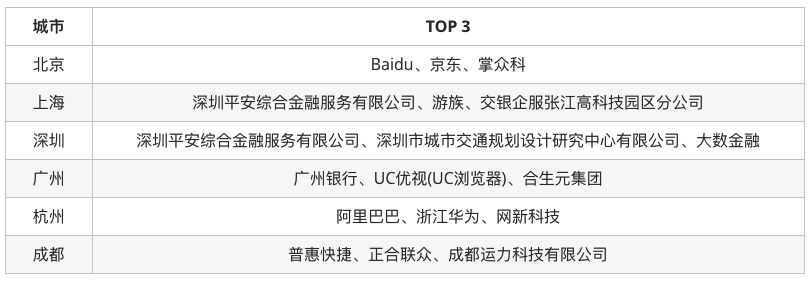 城市 TOP 3
北京 Baidu、京东、掌众科
上海 深圳平安综合金融服务有限公司、游族、交银企服张江高科技园区分公司
深圳 深圳平安综合金融服务有限公司、深圳市城市交通规划设计研究中心有限公司、大数金融
广州 广州银行、UC优视(UC浏览器)、合生元集团
杭州 阿里巴巴、浙江华为、网新科技
成都 普惠快捷、正合联众、成都运力科技有限公司